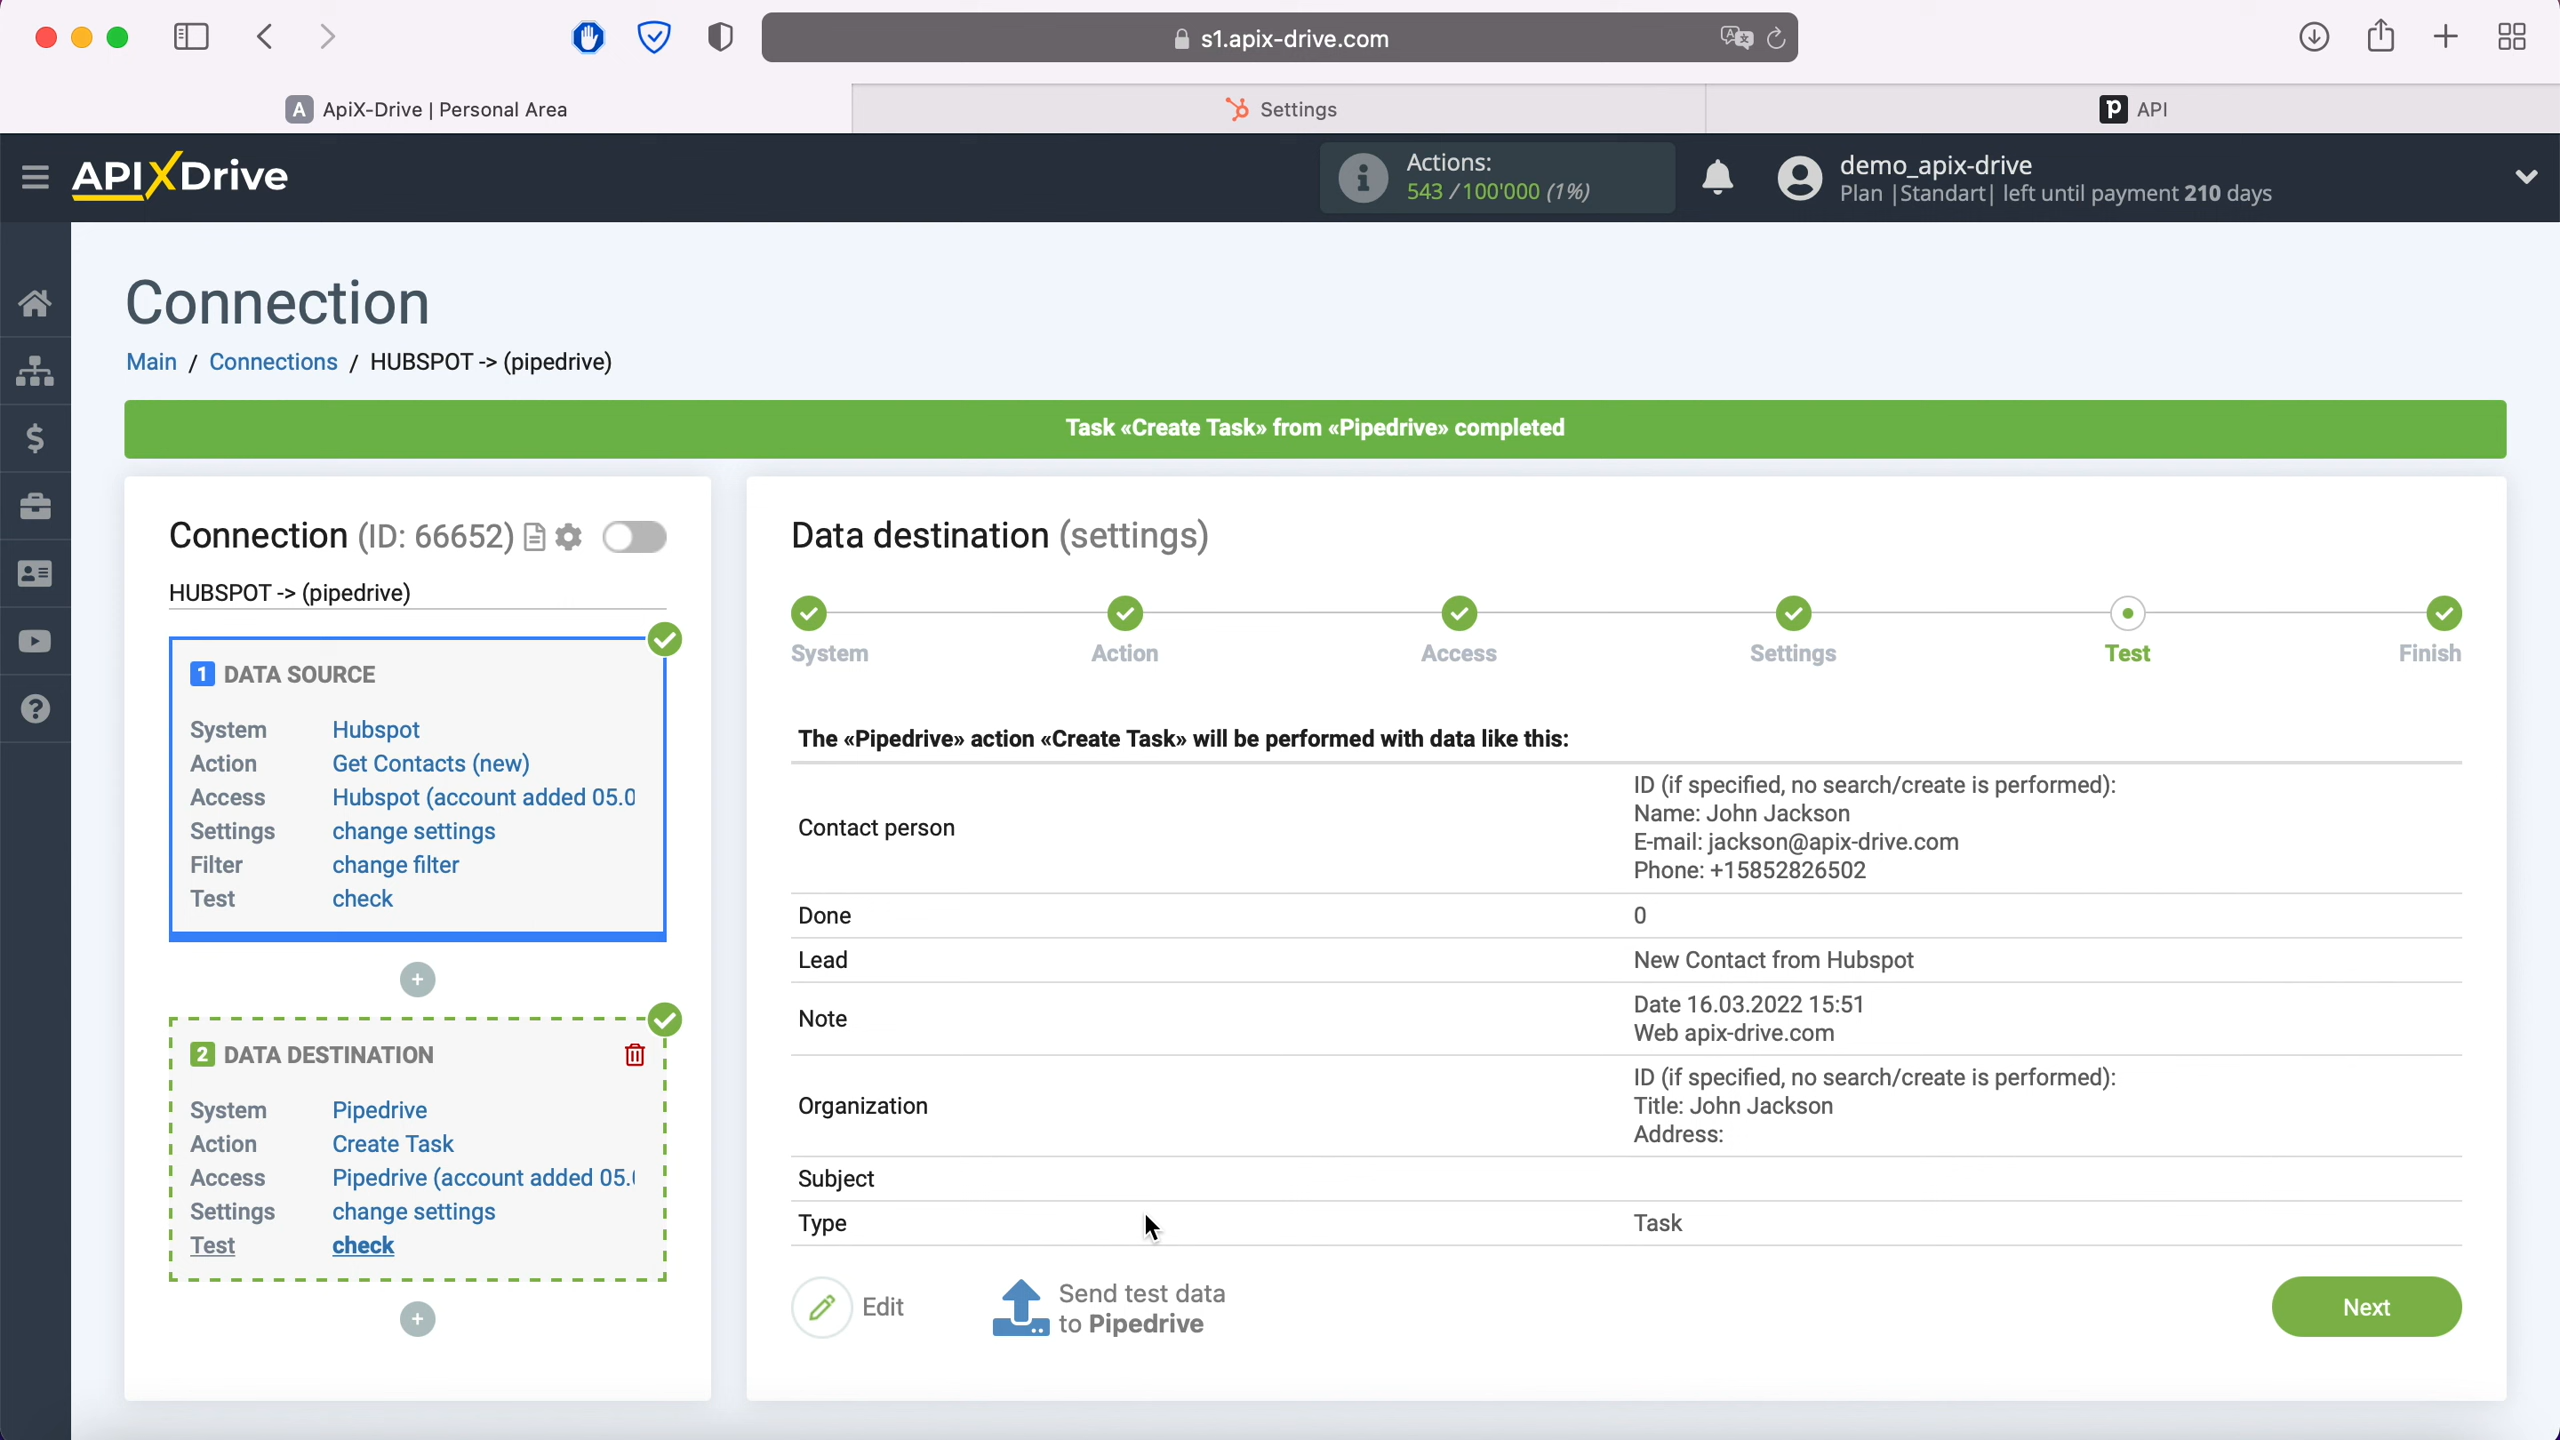 s1.apix-drive.com
A ApiX-Drive | Personal Area
Settings
p API
APIXDrive
Actions:
543 / 100'000 (1%)
demo_apix-drive
Plan |Standart| left until payment 210 days
Connection
Main / Connections / HUBSPOT -> (pipedrive)
Task «Create Task» from «Pipedrive» completed
Connection (ID: 66652)
HUBSPOT -> (pipedrive)
1 DATA SOURCE
System Hubspot
Action Get Contacts (new)
Access Hubspot (account added 05.0
Settings change settings
Filter change filter
Test check
2 DATA DESTINATION
System Pipedrive
Action Create Task
Access Pipedrive (account added 05.(
Settings change settings
Test check
Data destination (settings)
System Action Access Settings Test Finish
The «Pipedrive» action «Create Task» will be performed with data like this:
Contact person
ID (if specified, no search/create is performed):
Name: John Jackson
E-mail: jackson@apix-drive.com
Phone: +15852826502
Done 0
Lead New Contact from Hubspot
Note
Date 16.03.2022 15:51
Web apix-drive.com
Organization
ID (if specified, no search/create is performed):
Title: John Jackson
Address:
Subject
Type Task
Edit
Send test data
to Pipedrive
Next